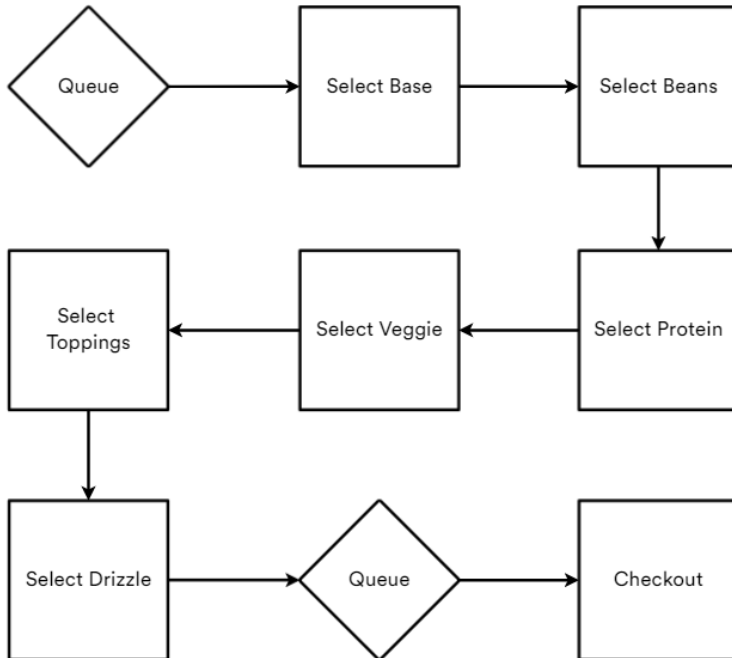 Queue
Select Base
Select Beans
Select Protein
Select Veggie
Select
Toppings
Select Drizzle
Queue
Checkout